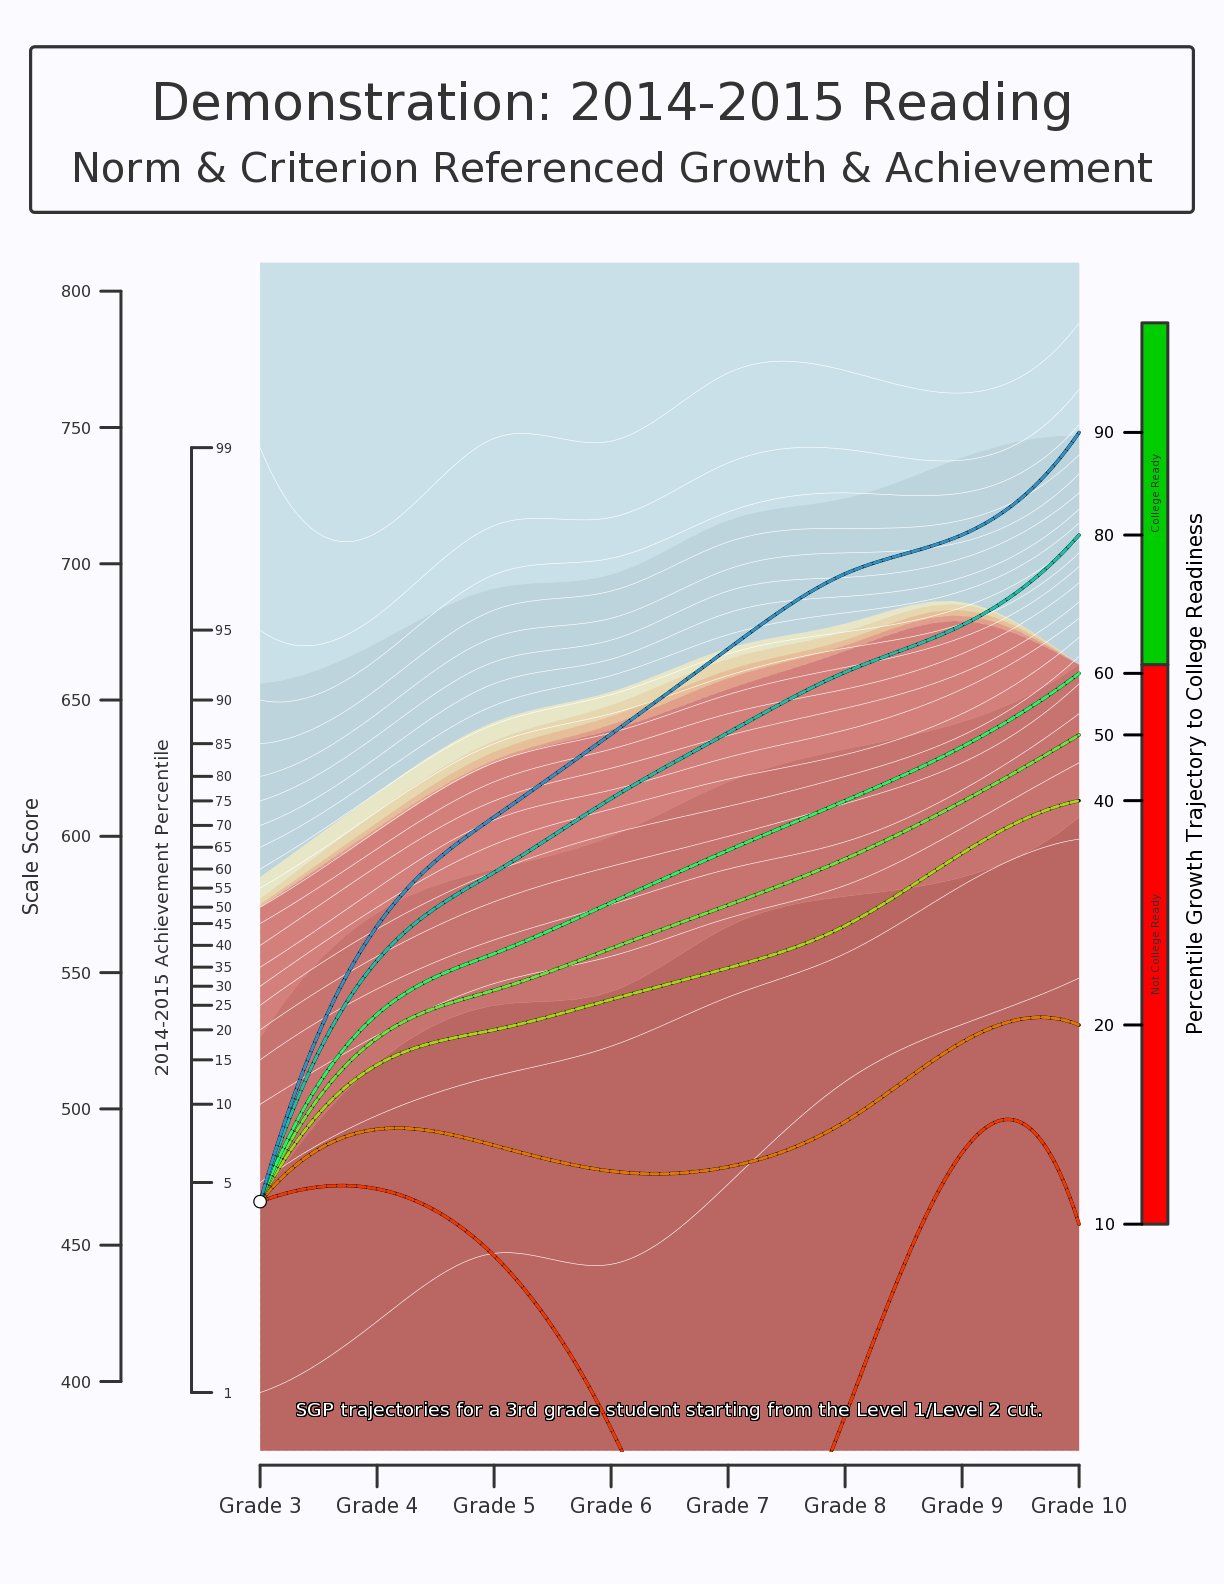 Demonstration: 2014-2015 Reading
Norm & Criterion Referenced Growth & Achievement
Scale Score
800
750
700
650
600
550
500
450
400
2014-2015 Achievement Percentile
99
95
90
85
80
75
70
65
60
55
50
45
40
35
30
25
20
15
10
5
1
SGP trajectories for a 3rd grade student starting from the Level 1/Level 2 cut.
Grade 3
Grade 4
Grade 5
Grade 6
Grade 7
Grade 8
Grade 9
Grade 10
90
80
60
50
40
20
10
College Ready
Not College Ready
Percentile Growth Trajectory to College Readiness